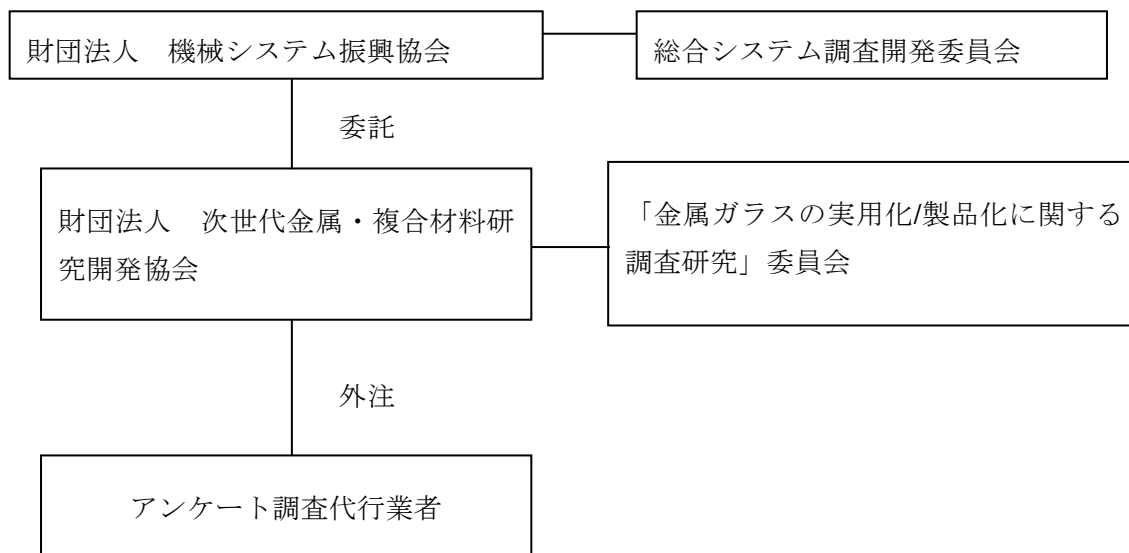 財団法人　機械システム振興協会
総合システム調査開発委員会
委託
財団法人　次世代金属・複合材料研
究開発協会
「金属ガラスの実用化/製品化に関する
調査研究」委員会
外注
アンケート調査代行業者